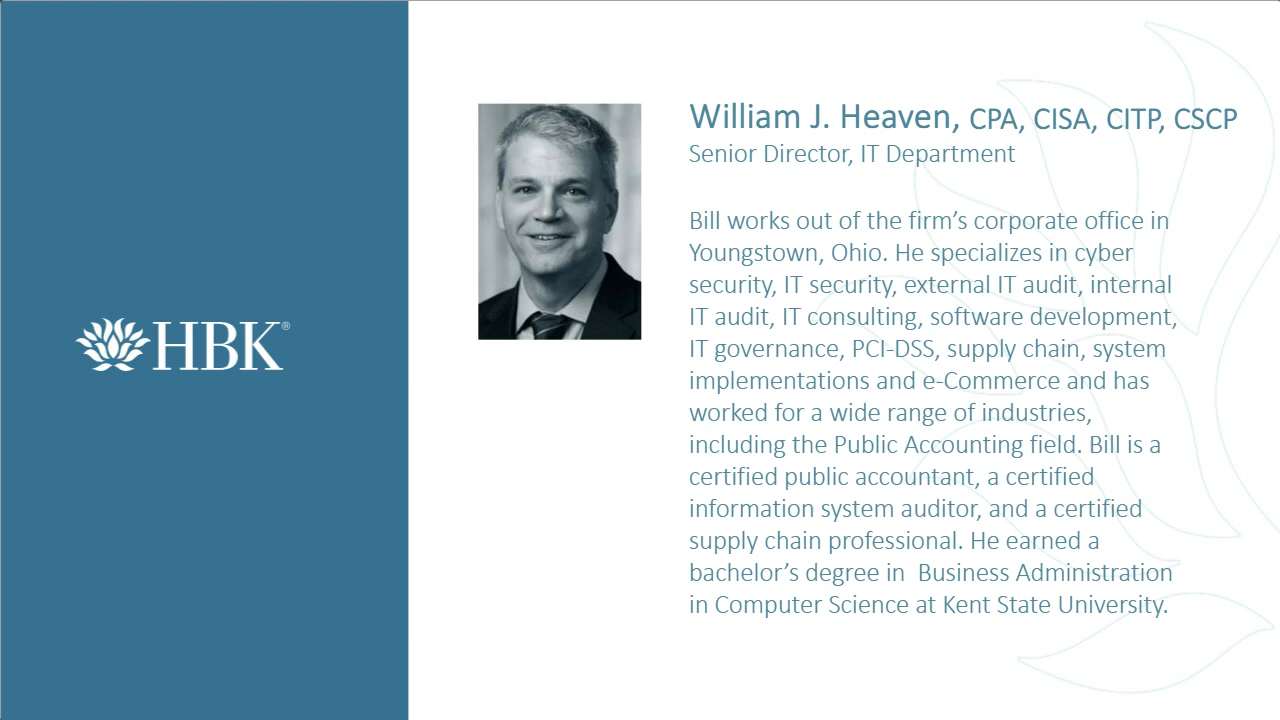 HBK®
William J. Heaven, CPA, CISA, CITP, CSCP
Senior Director, IT Department
Bill works out of the firm’s corporate office in
Youngstown, Ohio. He specializes in cyber
security, IT security, external IT audit, internal
IT audit, IT consulting, software development,
IT governance, PCI-DSS, supply chain, system
implementations and e-Commerce and has
worked for a wide range of industries,
including the Public Accounting field. Bill is a
certified public accountant, a certified
information system auditor, and a certified
supply chain professional. He earned a
bachelor’s degree in  Business Administration
in Computer Science at Kent State University.